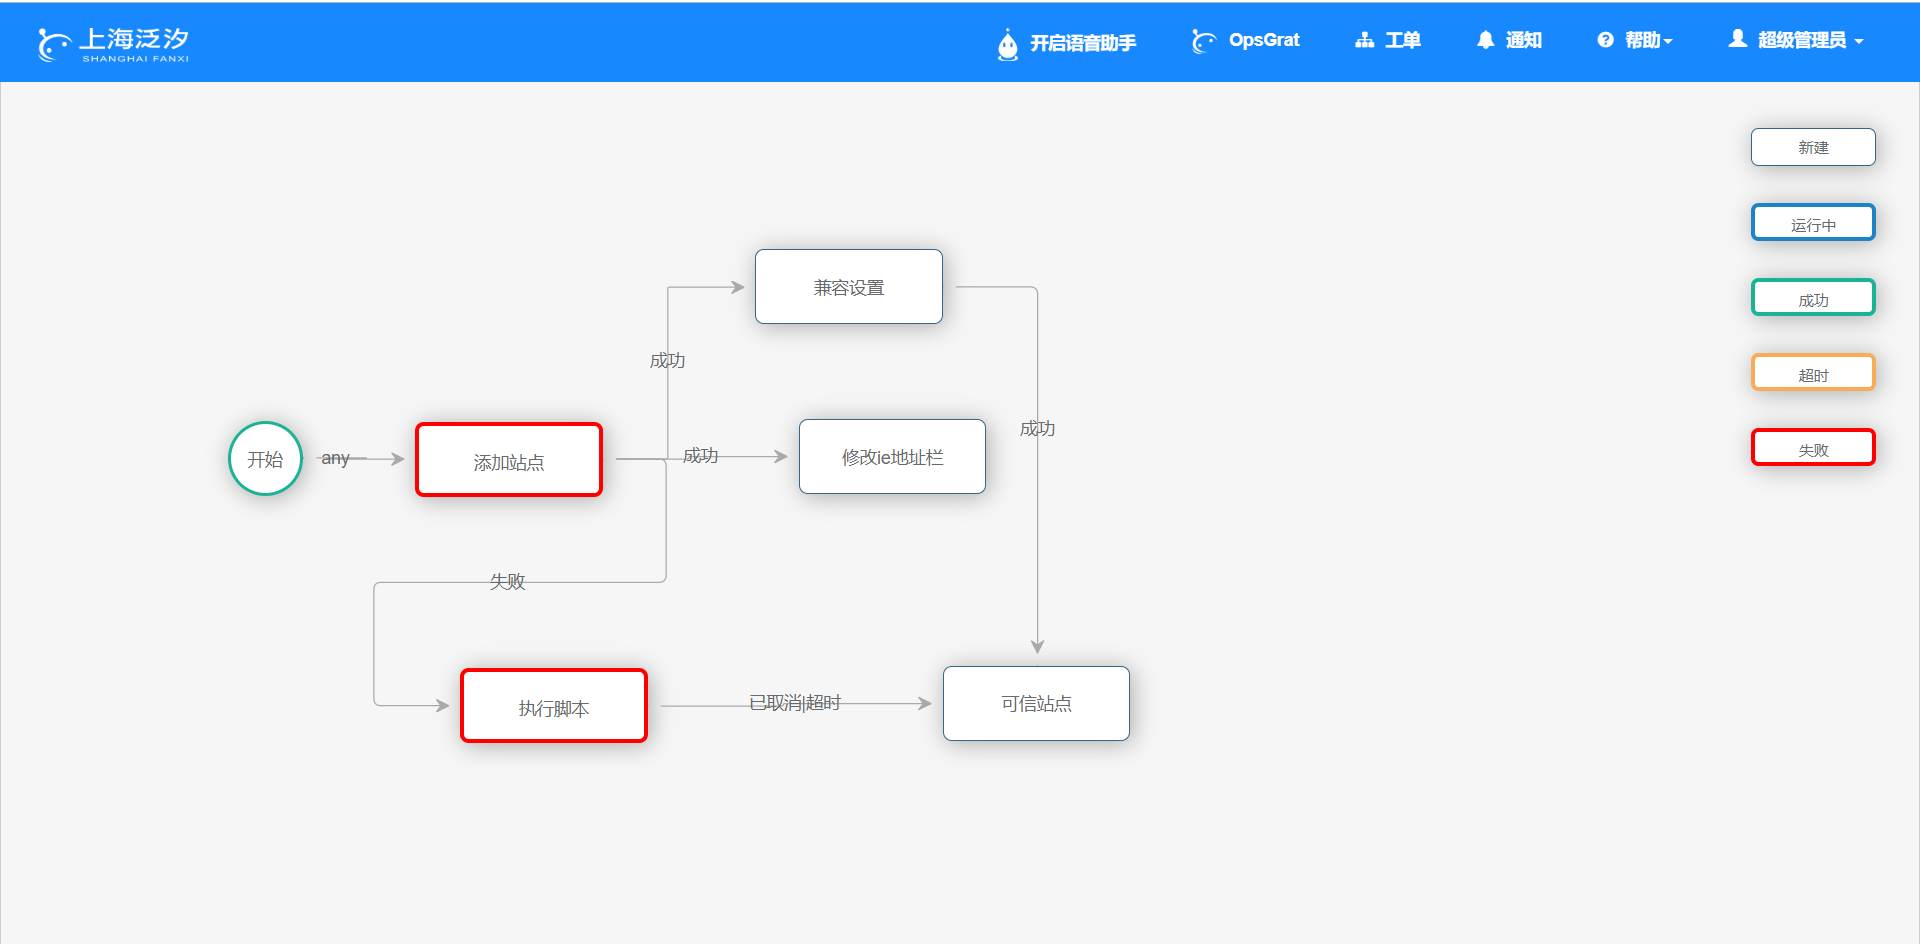 上海泛汐
SHANGHAI FANXI
开启语音助手
OpsGrat
工单
通知
帮助
超级管理员
新建
运行中
成功
超时
失败
兼容设置
成功
成功
开始
any
添加站点
成功
修改ie地址栏
失败
执行脚本
已取消|超时
可信站点